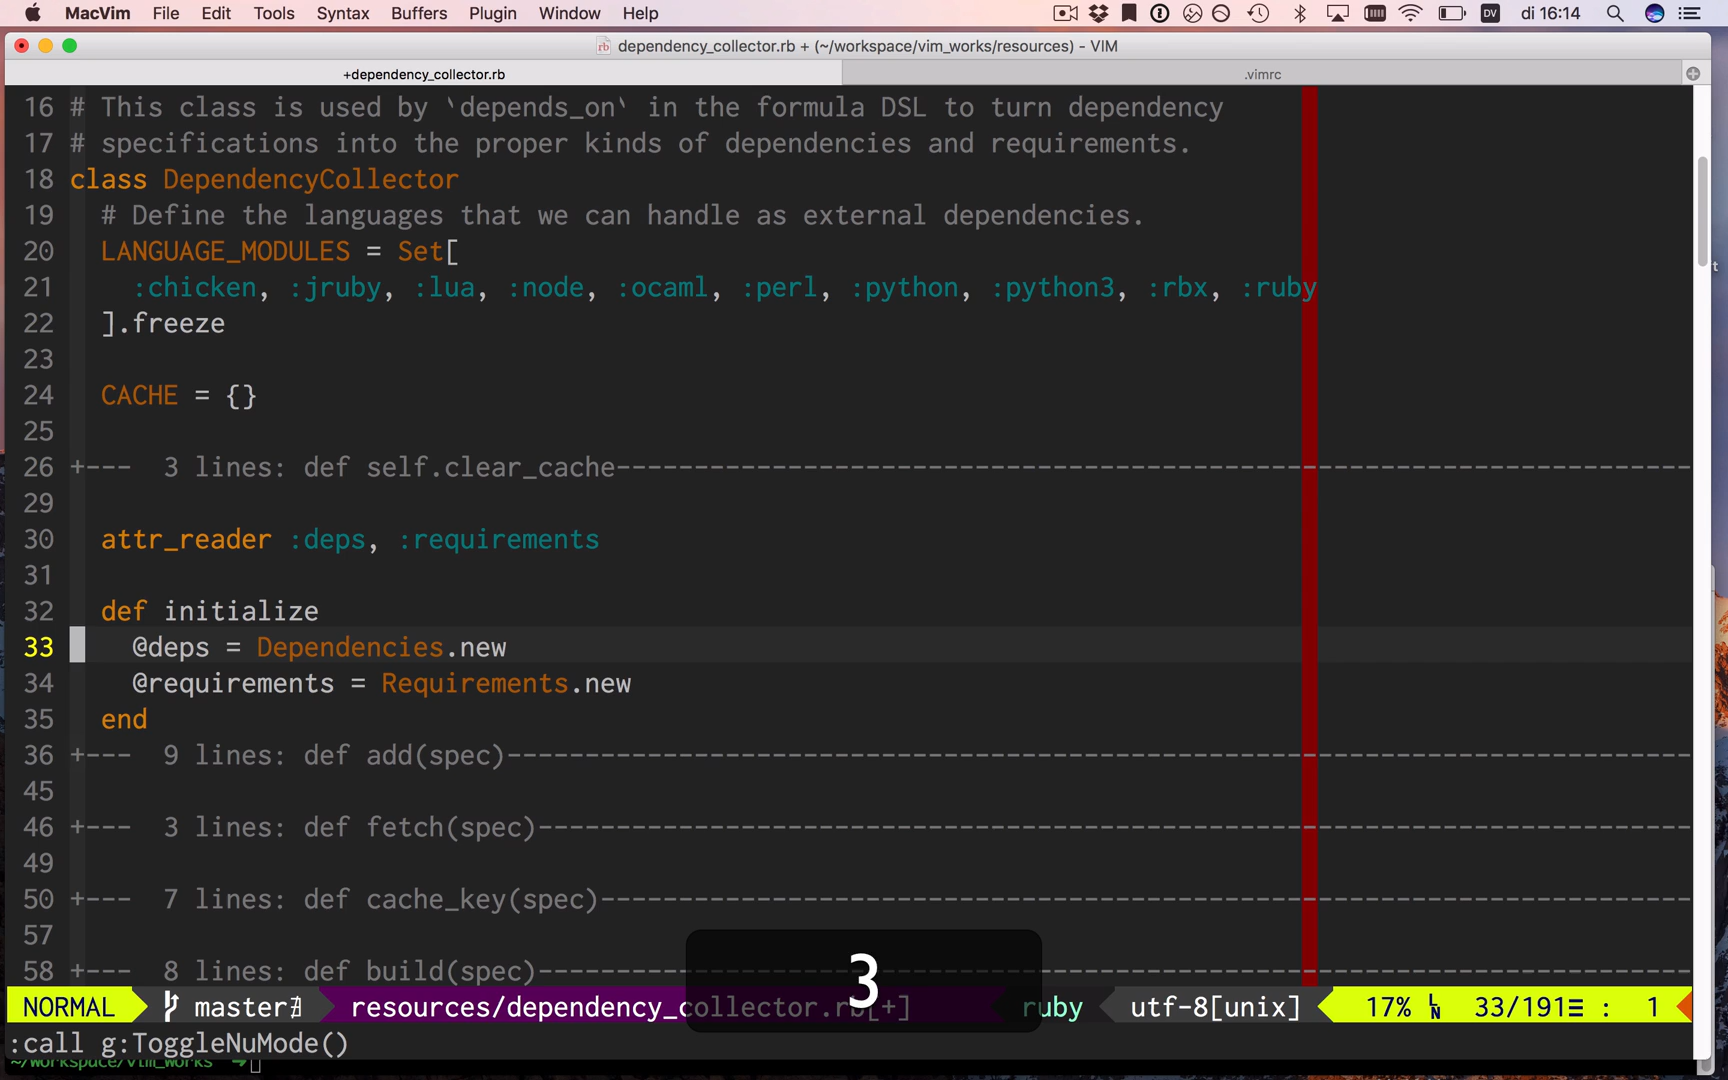 MacVim File Edit Tools Syntax Buffers Plugin Window Help DV di 16:14
dependency_collector.rb + (~/workspace/vim_works/resources) - VIM
+dependency_collector.rb .vimrc
16 # This class is used by `depends_on` in the formula DSL to turn dependency
17 # specifications into the proper kinds of dependencies and requirements.
18 class DependencyCollector
19 # Define the languages that we can handle as external dependencies.
20 LANGUAGE_MODULES = Set[
21 :chicken, :jruby, :lua, :node, :ocaml, :perl, :python, :python3, :rbx, :ruby
22 ].freeze
23
24 CACHE = {}
25
26 +--- 3 lines: def self.clear_cache---------------------------------------------------------------------
29
30 attr_reader :deps, :requirements
31
32 def initialize
33 @deps = Dependencies.new
34 @requirements = Requirements.new
35 end
36 +--- 9 lines: def add(spec)----------------------------------------------------------------------------
45
46 +--- 3 lines: def fetch(spec)--------------------------------------------------------------------------
49
50 +--- 7 lines: def cache_key(spec)----------------------------------------------------------------------
57
58 +--- 8 lines: def build(spec)--------------------------------------------------------------------------
3
NORMAL master resources/dependency_collector.rb[+] ruby utf-8[unix] 17% LN 33/191≡ : 1
:call g:ToggleNuMode()
~/workspace/vim_works